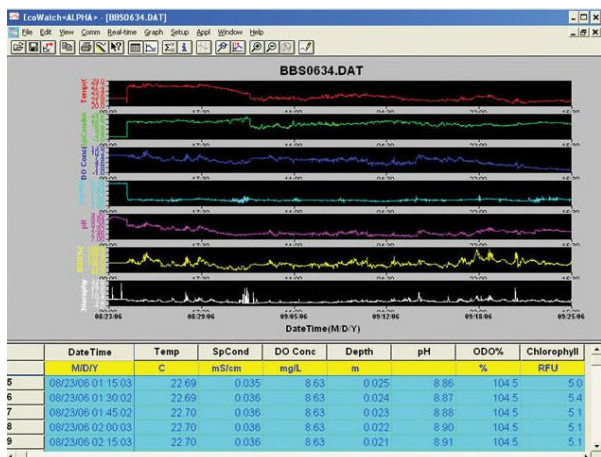 EcoWatch<ALPHA> - [BBS0634.DAT]
File Edit View Comm Real-time Graph Setup Appl Window Help
BBS0634.DAT
Temp(
DO Conc(
pH
08/23/06 08/29/06 09/05/06 09/12/06 09/18/06 09/25/06
DateTime(M/D/Y)
DateTime Temp SpCond DO Conc Depth pH ODO% Chlorophyll
M/D/Y C mS/cm mg/L m % RFU
5 08/23/06 01:15:03 22.69 0.035 8.63 0.025 8.86 104.5 5.0
6 08/23/06 01:30:02 22.69 0.036 8.63 0.024 8.87 104.5 5.4
7 08/23/06 01:45:02 22.70 0.036 8.63 0.023 8.88 104.5 5.1
8 08/23/06 02:00:03 22.70 0.036 8.63 0.022 8.90 104.5 5.1
9 08/23/06 02:15:03 22.70 0.036 8.63 0.021 8.91 104.5 5.1